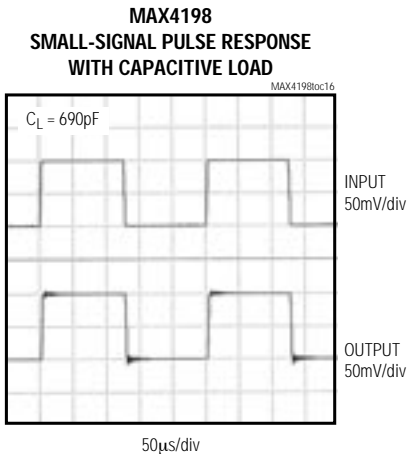 MAX4198
SMALL-SIGNAL PULSE RESPONSE
WITH CAPACITIVE LOAD
MAX4198toc16
CL = 690pF
INPUT
50mV/div
OUTPUT
50mV/div
50μs/div